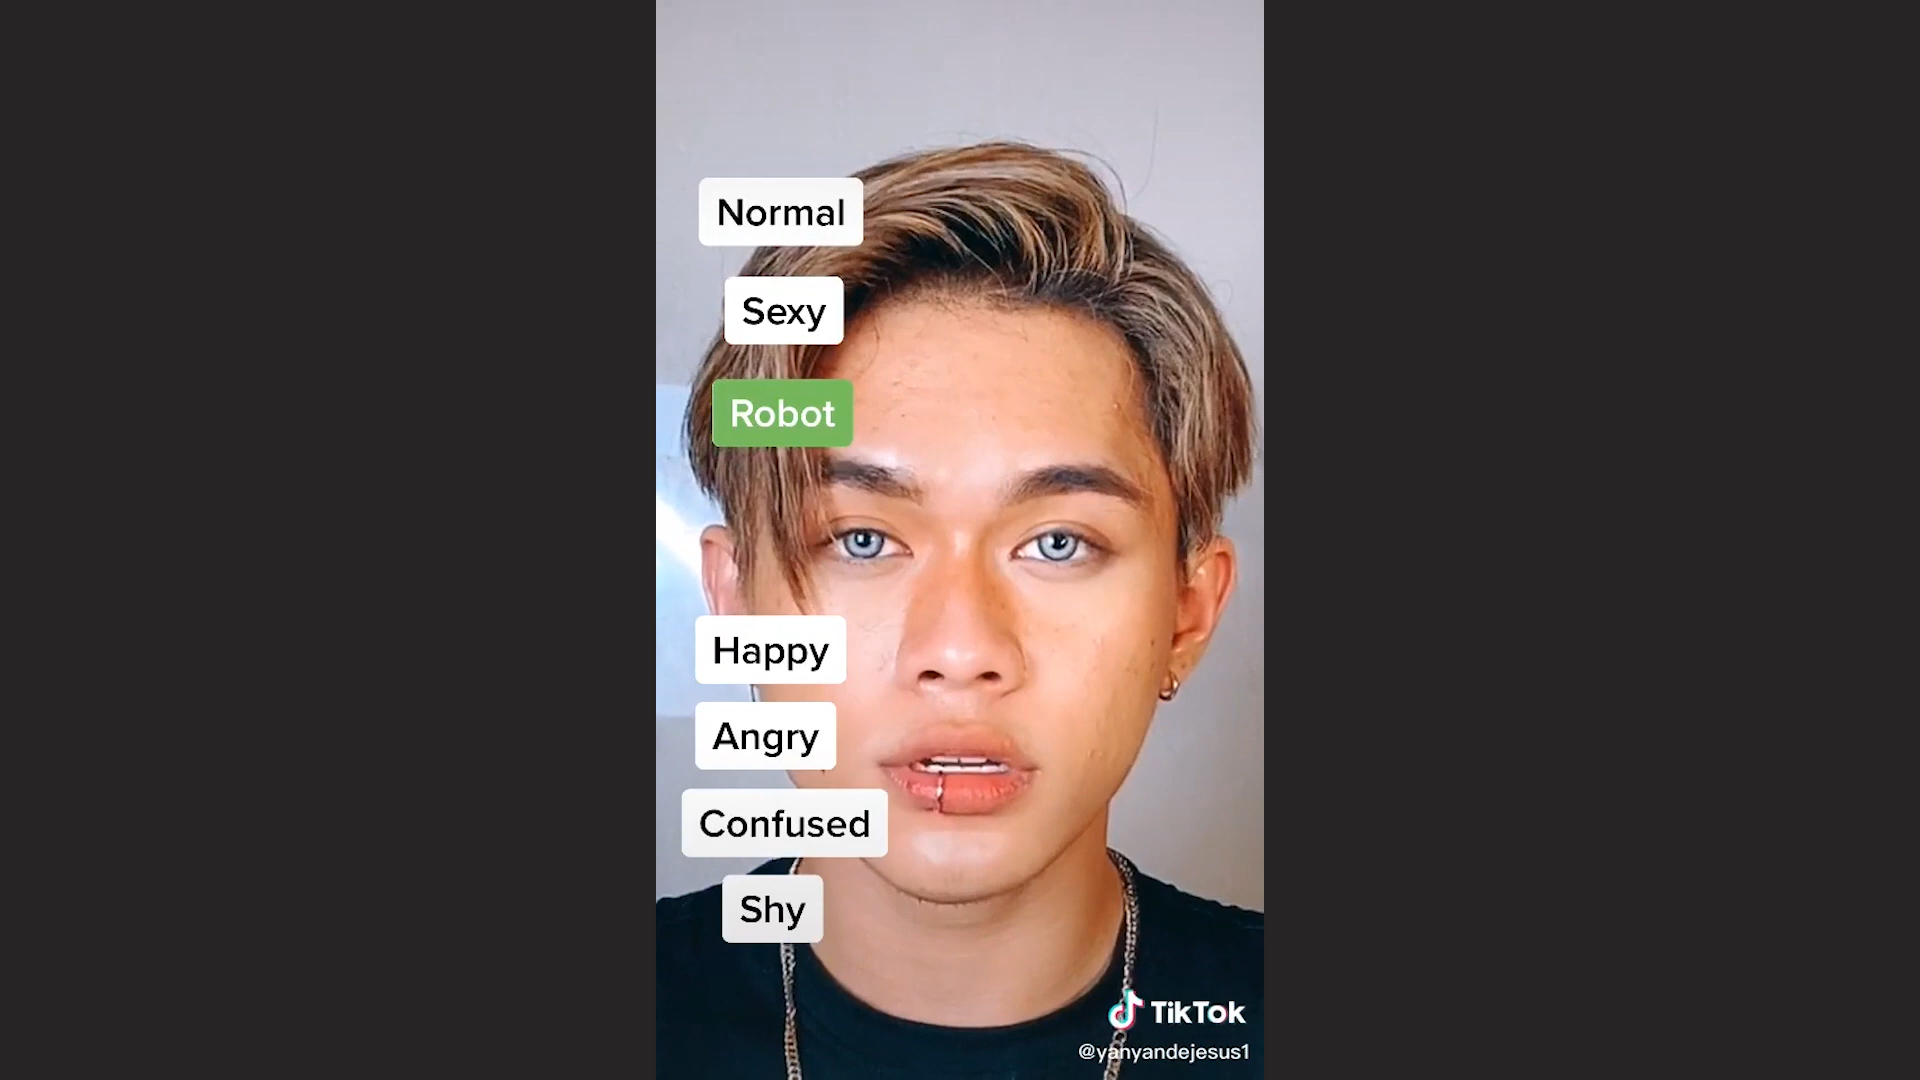 Normal
Sexy
Robot
Happy
Angry
Confused
Shy
TikTok
@yanyandejesus1